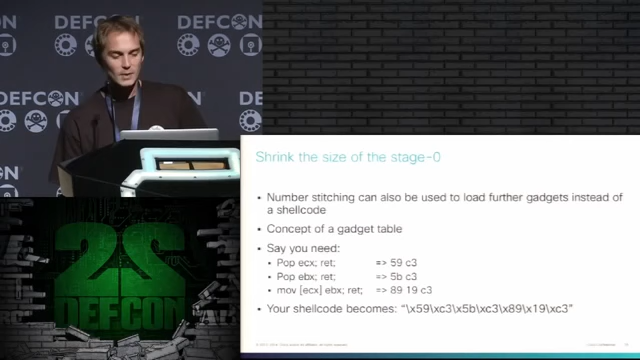 DEFCON
DEFCON
DEFCON
25
DEFCON
Shrink the size of the stage-0
• Number stitching can also be used to load further gadgets instead of
a shellcode
• Concept of a gadget table
• Say you need:
• Pop ecx; ret; => 59 c3
• Pop ebx; ret; => 5b c3
• mov [ecx] ebx; ret; => 89 19 c3
• Your shellcode becomes: "\x59\xc3\x5b\xc3\x89\x19\xc3"